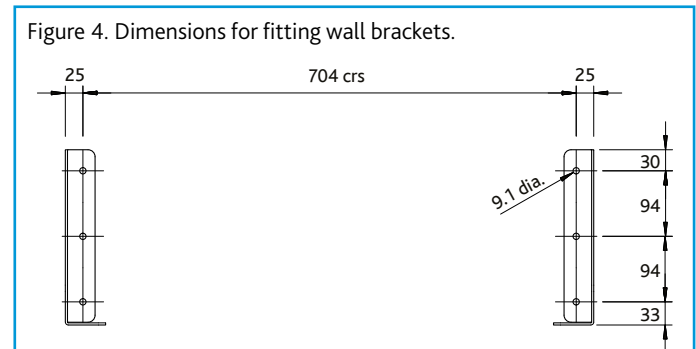 Figure 4. Dimensions for fitting wall brackets.
25 704 crs 25
30
9.1 dia.
94
94
33